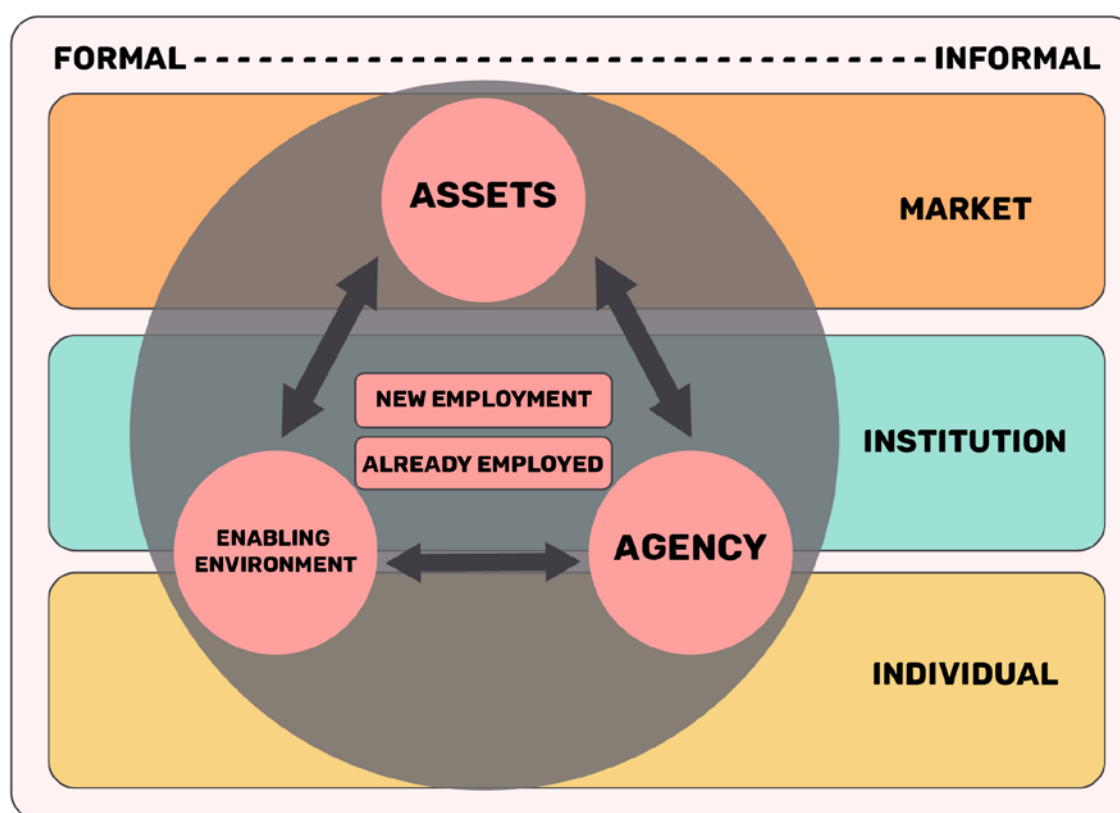 FORMAL INFORMAL
ASSETS
MARKET
NEW EMPLOYMENT
ALREADY EMPLOYED
INSTITUTION
ENABLING
ENVIRONMENT
AGENCY
INDIVIDUAL